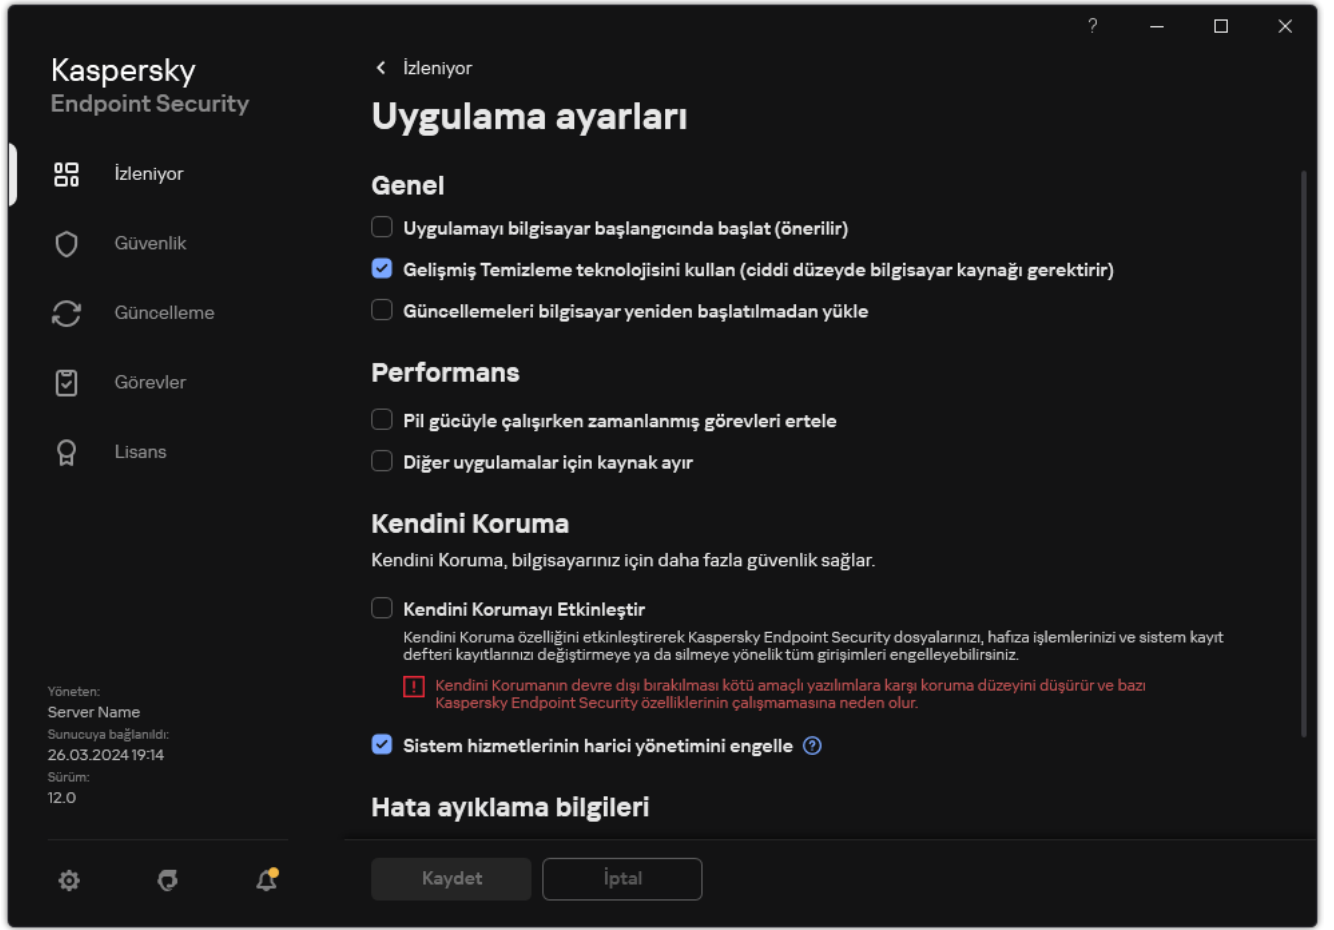 Kaspersky
Endpoint Security
İzleniyor
Güvenlik
Güncelleme
Görevler
Lisans
Yöneten:
Server Name
Sunucuya bağlanıldı:
26.03.2024 19:14
Sürüm:
12.0
?
İzleniyor
Uygulama ayarları
Genel
Uygulamayı bilgisayar başlangıcında başlat (önerilir)
Gelişmiş Temizleme teknolojisini kullan (ciddi düzeyde bilgisayar kaynağı gerektirir)
Güncellemeleri bilgisayar yeniden başlatılmadan yükle
Performans
Pil gücüyle çalışırken zamanlanmış görevleri ertele
Diğer uygulamalar için kaynak ayır
Kendini Koruma
Kendini Koruma, bilgisayarınız için daha fazla güvenlik sağlar.
Kendini Korumayı Etkinleştir
Kendini Koruma özelliğini etkinleştirerek Kaspersky Endpoint Security dosyalarınızı, hafıza işlemlerinizi ve sistem kayıt
defteri kayıtlarınızı değiştirmeye ya da silmeye yönelik tüm girişimleri engelleyebilirsiniz.
! Kendini Korumanın devre dışı bırakılması kötü amaçlı yazılımlara karşı koruma düzeyini düşürür ve bazı
Kaspersky Endpoint Security özelliklerinin çalışmamasına neden olur.
Sistem hizmetlerinin harici yönetimini engelle ?
Hata ayıklama bilgileri
Kaydet
İptal